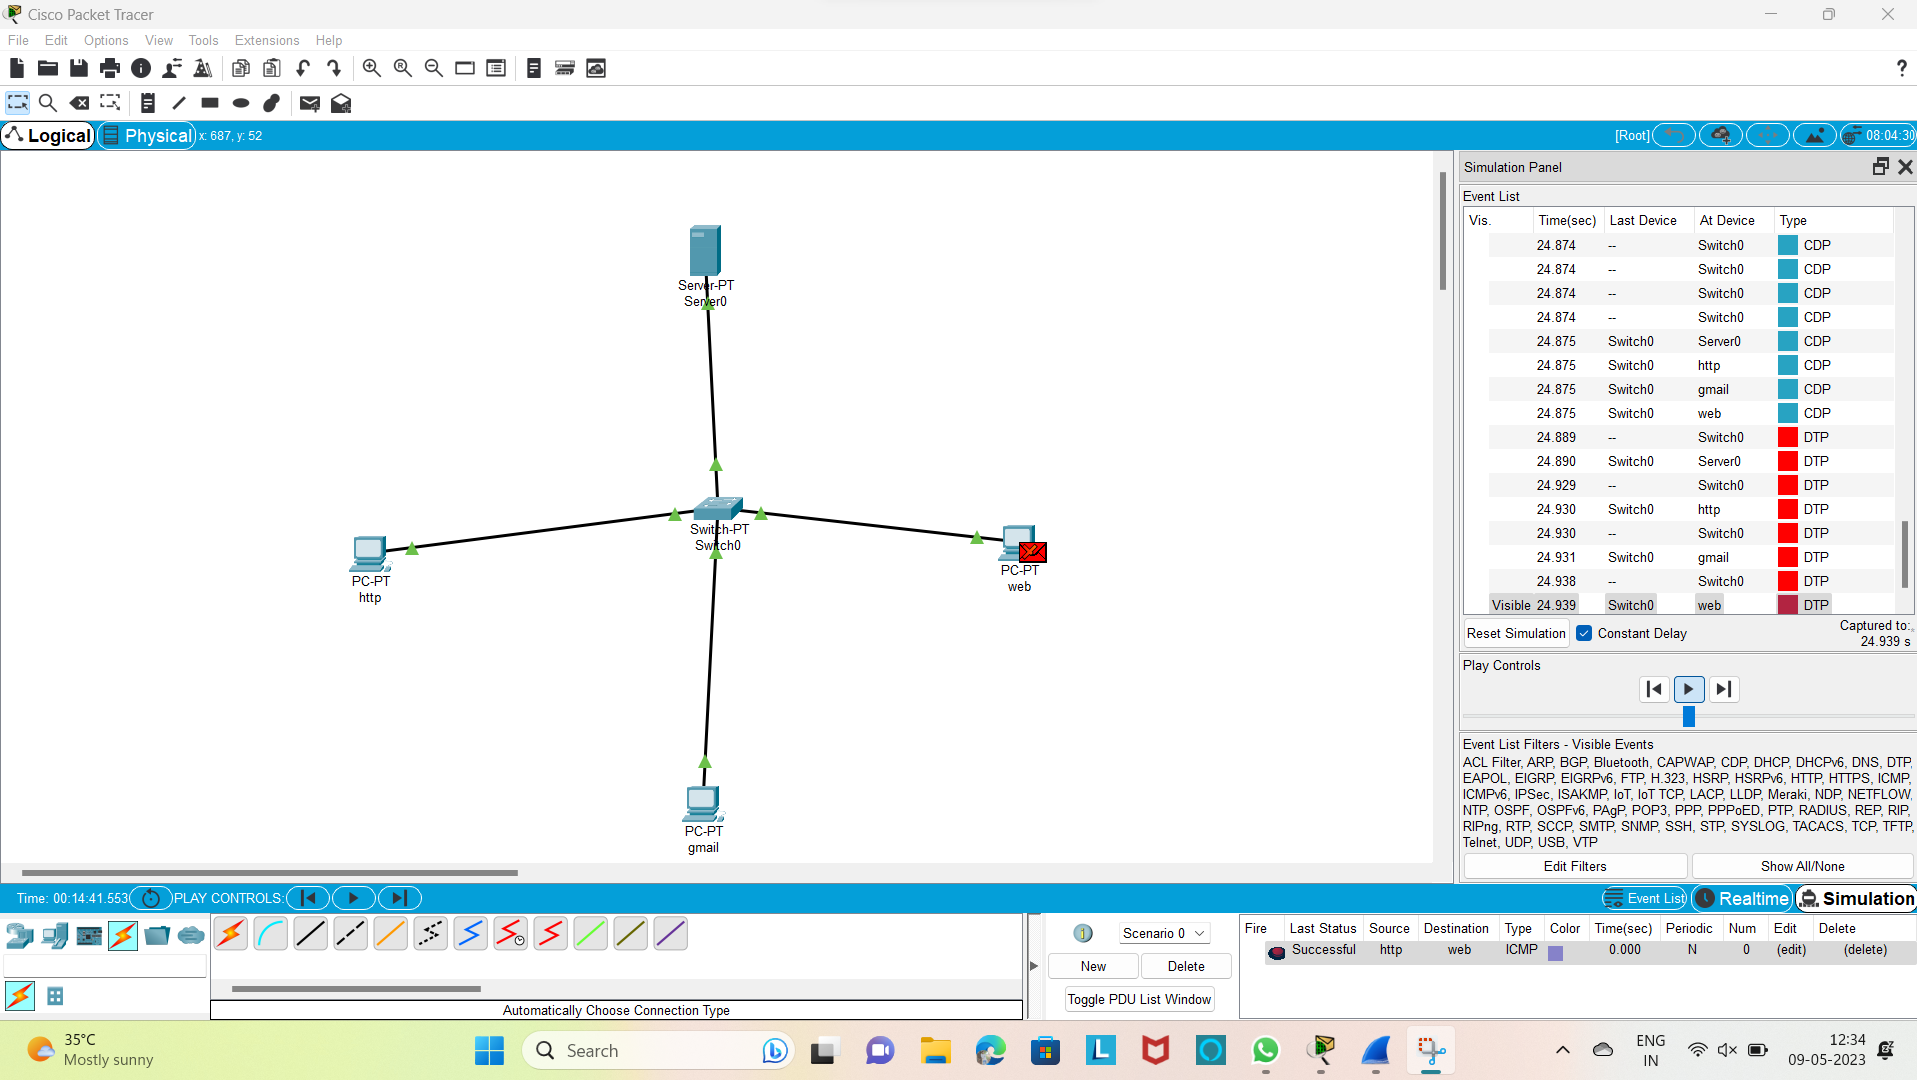 Cisco Packet Tracer
File Edit Options View Tools Extensions Help
?
Logical Physical x: 687, y: 52 [Root] 08:04:30
Simulation Panel
Event List
Vis. Time(sec) Last Device At Device Type
24.874 -- Switch0 CDP
24.874 -- Switch0 CDP
24.874 -- Switch0 CDP
24.874 -- Switch0 CDP
24.875 Switch0 Server0 CDP
24.875 Switch0 http CDP
24.875 Switch0 gmail CDP
24.875 Switch0 web CDP
24.889 -- Switch0 DTP
24.890 Switch0 Server0 DTP
24.929 -- Switch0 DTP
24.930 Switch0 http DTP
24.930 -- Switch0 DTP
24.931 Switch0 gmail DTP
24.938 -- Switch0 DTP
Visible 24.939 Switch0 web DTP
Reset Simulation Constant Delay Captured to:
24.939 s
Play Controls
Event List Filters - Visible Events
ACL Filter, ARP, BGP, Bluetooth, CAPWAP, CDP, DHCP, DHCPv6, DNS, DTP,
EAPOL, EIGRP, EIGRPv6, FTP, H.323, HSRP, HSRPv6, HTTP, HTTPS, ICMP,
ICMPv6, IPSec, ISAKMP, IoT, IoT TCP, LACP, LLDP, Meraki, NDP, NETFLOW,
NTP, OSPF, OSPFv6, PAgP, POP3, PPP, PPPoED, PTP, RADIUS, REP, RIP,
RIPng, RTP, SCCP, SMTP, SNMP, SSH, STP, SYSLOG, TACACS, TCP, TFTP,
Telnet, UDP, USB, VTP
Edit Filters Show All/None
Server-PT
Server0
Switch-PT
Switch0
PC-PT
http
PC-PT
web
PC-PT
gmail
Time: 00:14:41.553 PLAY CONTROLS: Event List Realtime Simulation
Automatically Choose Connection Type
1 Scenario 0
New Delete
Toggle PDU List Window
Fire Last Status Source Destination Type Color Time(sec) Periodic Num Edit Delete
Successful http web ICMP 0.000 N 0 (edit) (delete)
35°C
Mostly sunny
Search
L
ENG
IN
12:34
09-05-2023